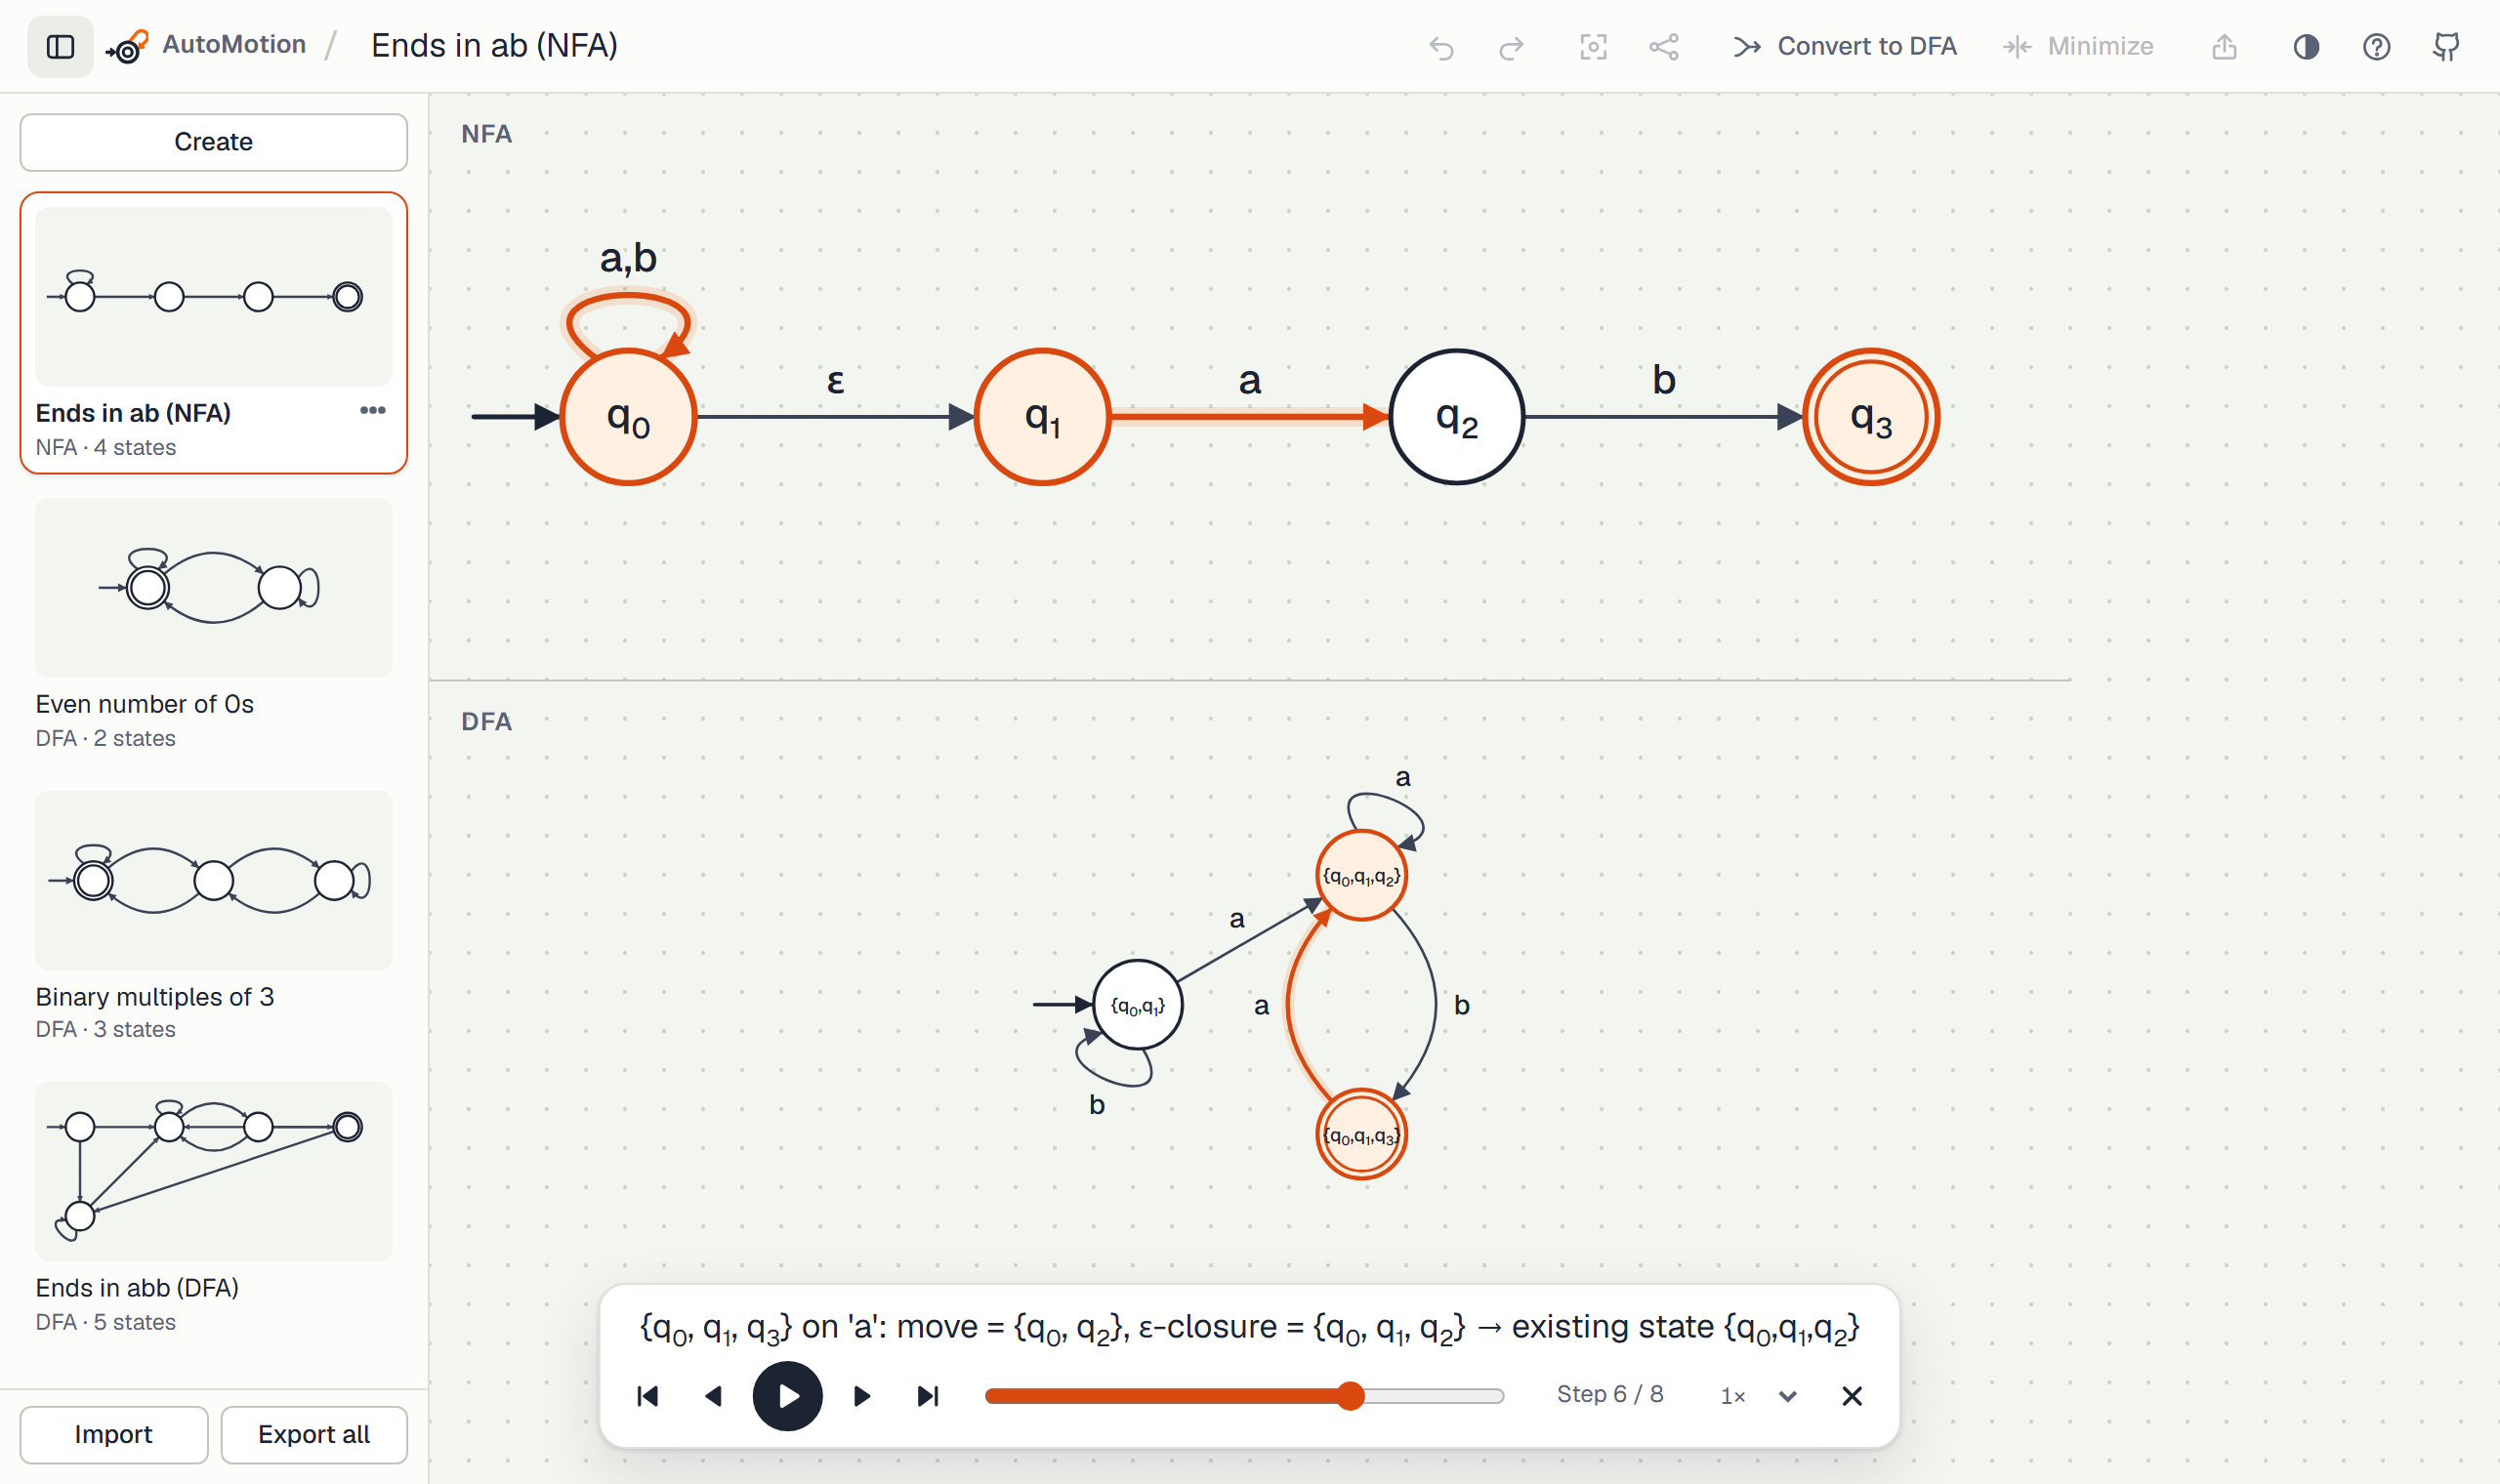 AutoMotion / Ends in ab (NFA)
Convert to DFA
Minimize
Create
Ends in ab (NFA)
NFA · 4 states
Even number of 0s
DFA · 2 states
Binary multiples of 3
DFA · 3 states
Ends in abb (DFA)
DFA · 5 states
Import
Export all
NFA
a,b
q₀
ε
q₁
a
q₂
b
q₃
DFA
a
{q₀,q₁,q₂}
a
{q₀,q₁}
a
b
b
{q₀,q₁,q₃}
{q₀, q₁, q₃} on 'a': move = {q₀, q₂}, ε-closure = {q₀, q₁, q₂} → existing state {q₀,q₁,q₂}
Step 6 / 8
1×